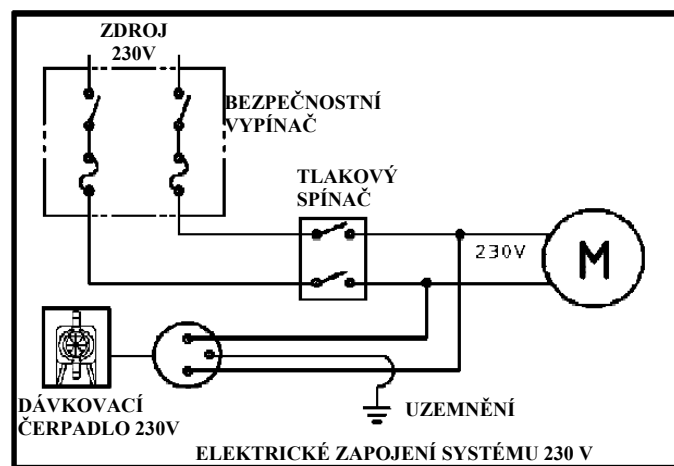 ZDROJ
230V
BEZPEČNOSTNÍ
VYPÍNAČ
TLAKOVÝ
SPÍNAČ
230V
M
DÁVKOVACÍ
ČERPADLO 230V
UZEMNĚNÍ
ELEKTRICKÉ ZAPOJENÍ SYSTÉMU 230 V